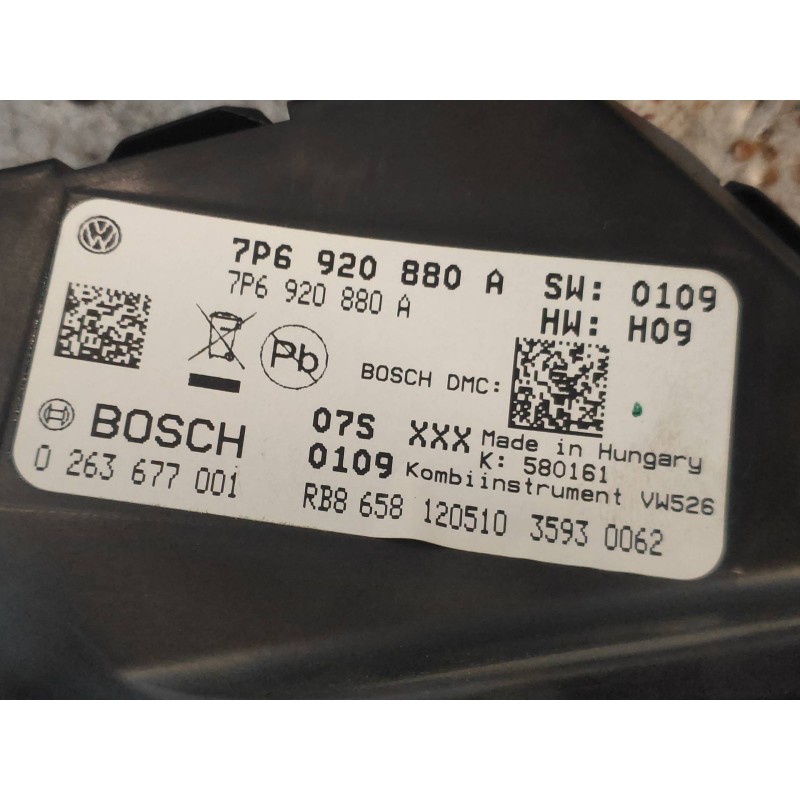 7P6 920 880 A SW: 0109
7P6 920 880 A HW: H09
Pb
BOSCH DMC:
BOSCH 07S XXX Made in Hungary
K: 580161
0 263 677 001 0109 Kombiinstrument VW526
RB8 658 120510 3593 0062